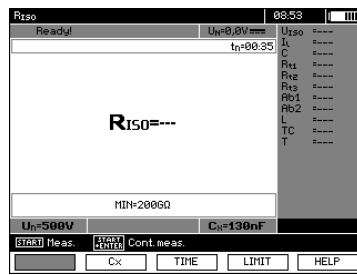 RISO 08:53
Ready! UN=0,0V
tn=00:35
RISO=---
MIN=200GΩ
Un=500V CX=130nF
UISO =---
IL =---
C =---
Rt1 =---
Rt2 =---
Rt3 =---
Ab1 =---
Ab2 =---
L =---
TC =---
T =---
START Meas. START +ENTER Cont.meas.
Cx TIME LIMIT HELP